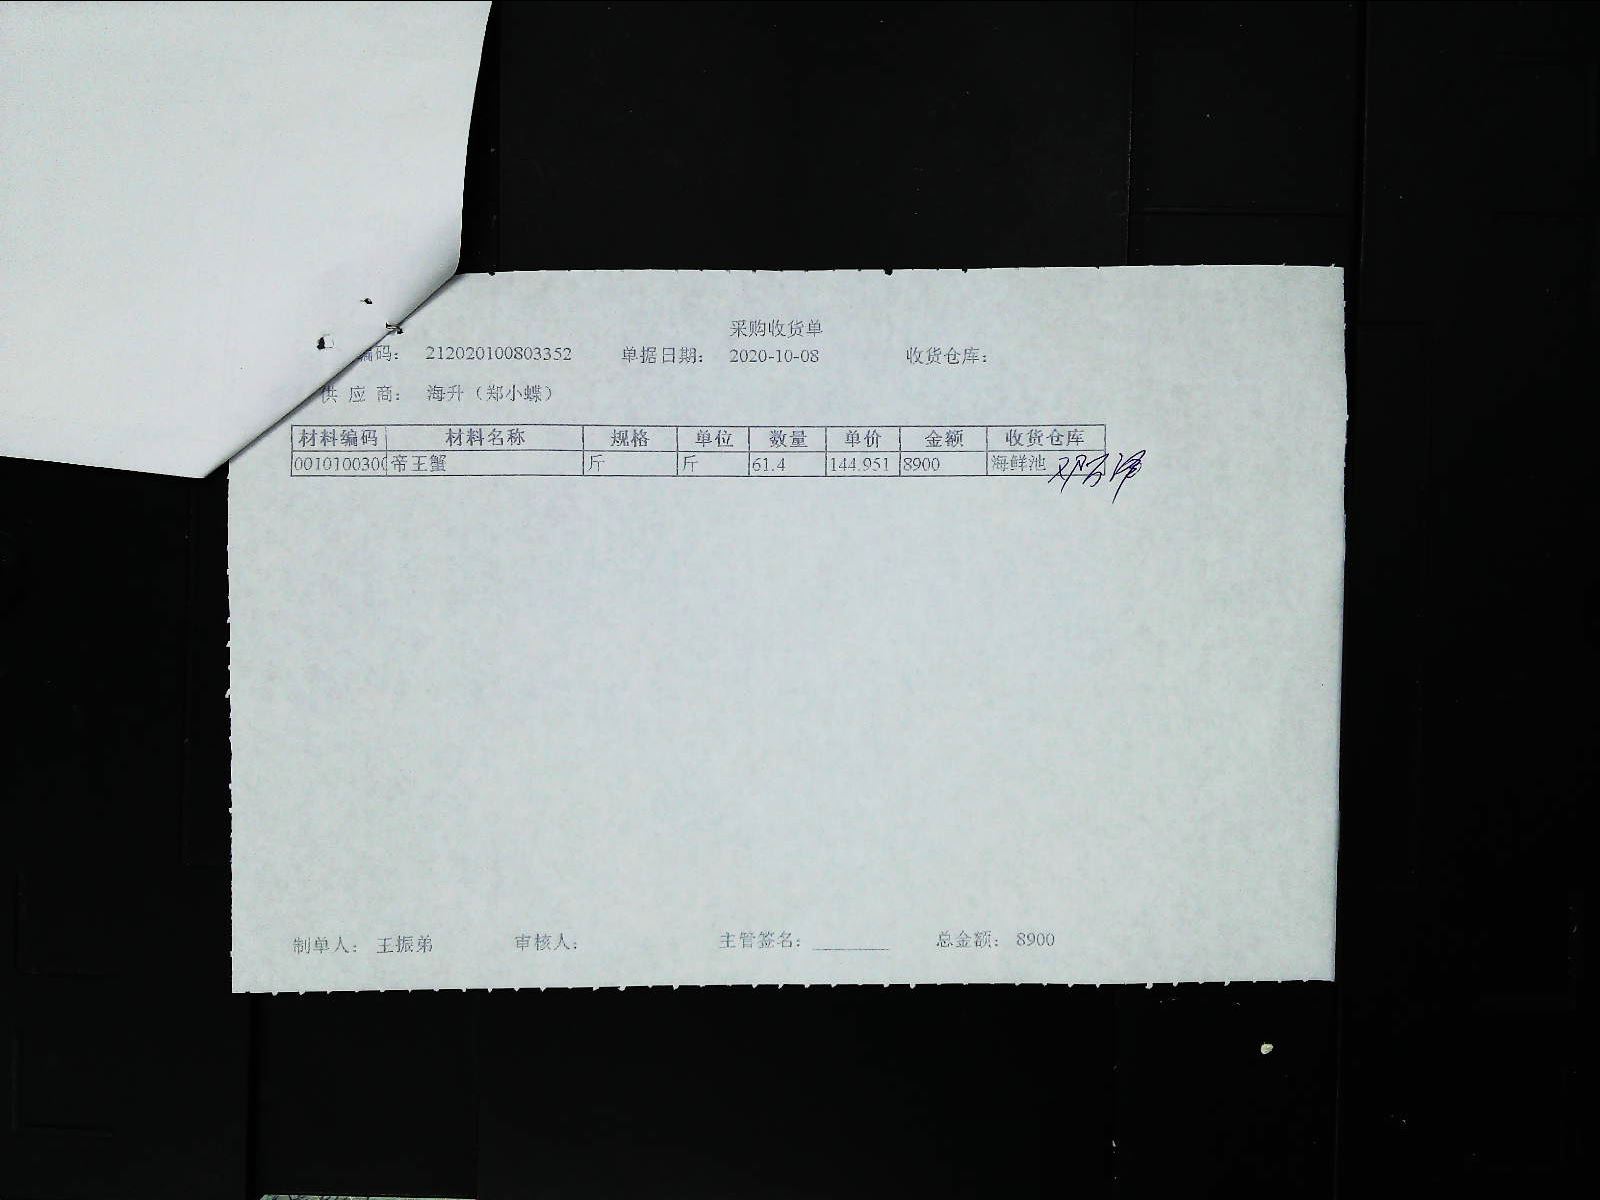 采购收货单
编码： 212020100803352 单据日期： 2020-10-08 收货仓库：
供 应 商： 海升（郑小蝶）
材料编码 材料名称 规格 单位 数量 单价 金额 收货仓库
0010100300 帝王蟹 斤 斤 61.4 144.951 8900 海鲜池
制单人： 王振弟 审核人： 主管签名： ________ 总金额： 8900